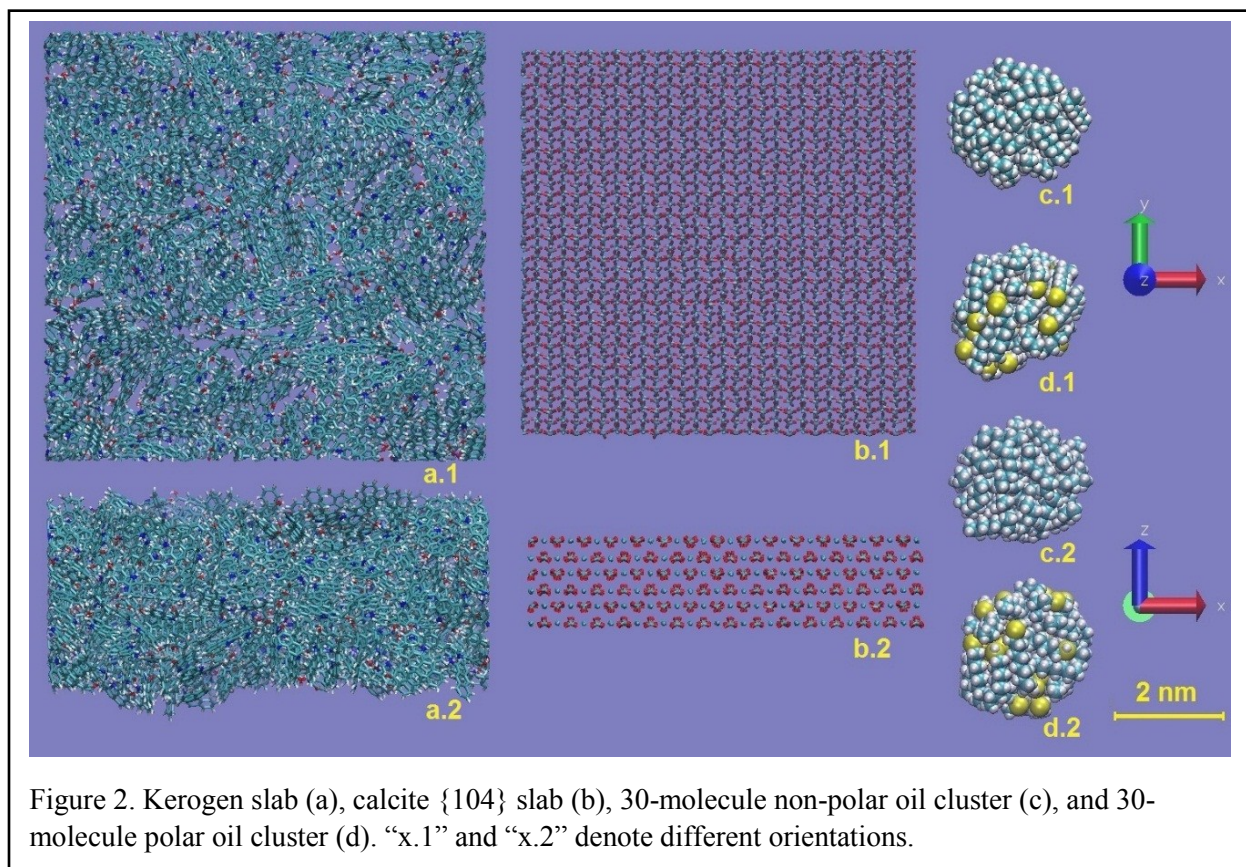 a.1
a.2
b.1
b.2
c.1
y
z
x
d.1
c.2
z
x
d.2
2 nm
Figure 2. Kerogen slab (a), calcite {104} slab (b), 30-molecule non-polar oil cluster (c), and 30-
molecule polar oil cluster (d). “x.1” and “x.2” denote different orientations.